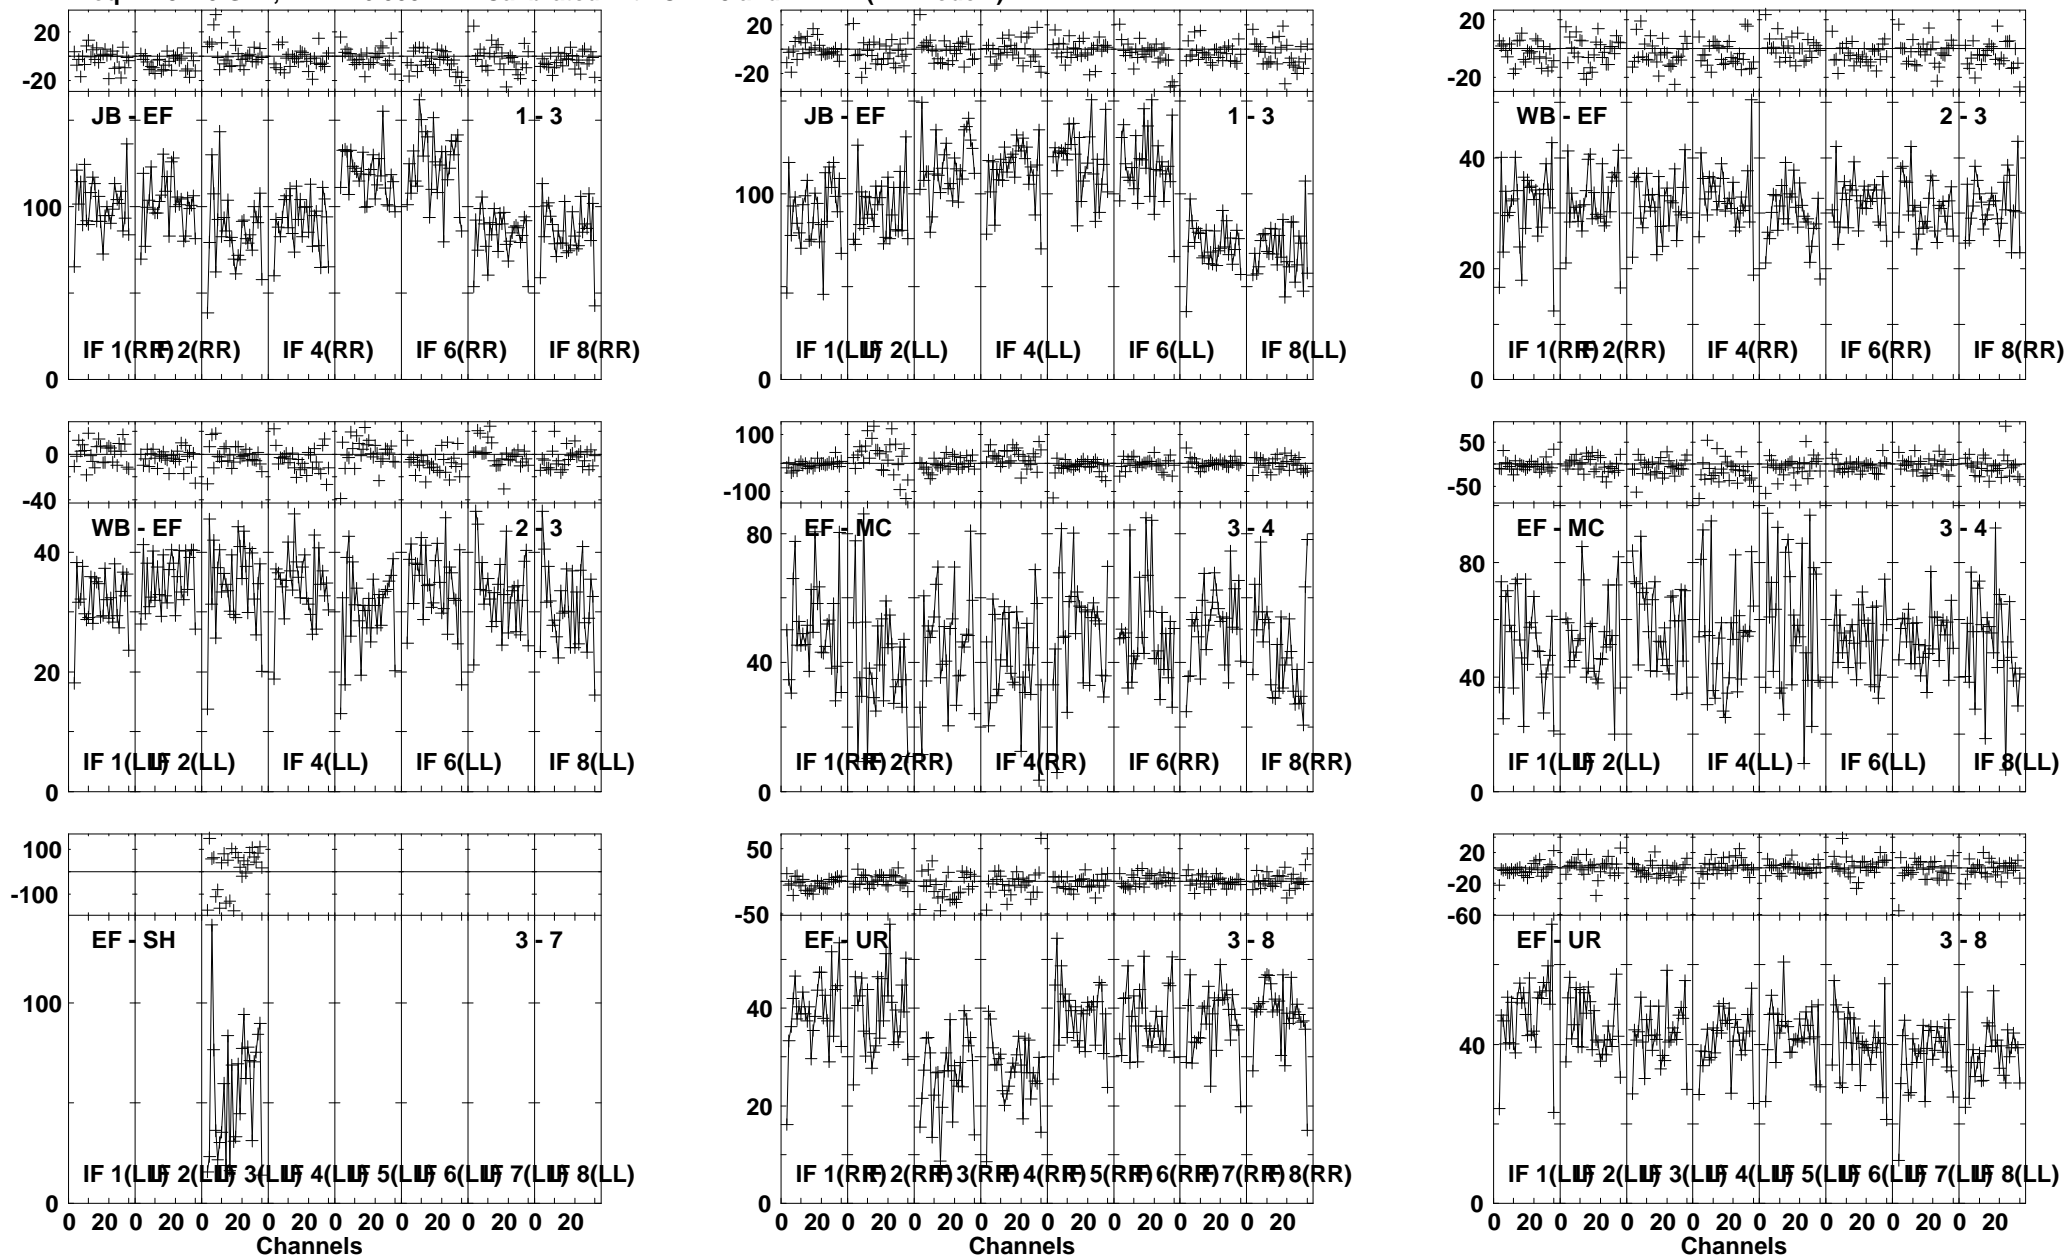 20
-20
JB - EF 1 - 3
100
IF 1(RR) IF 2(RR) IF 4(RR) IF 6(RR) IF 8(RR)
0
20
-20
JB - EF 1 - 3
100
IF 1(LL) IF 2(LL) IF 4(LL) IF 6(LL) IF 8(LL)
0
20
-20
WB - EF 2 - 3
40
20
IF 1(RR) IF 2(RR) IF 4(RR) IF 6(RR) IF 8(RR)
0
0
-40
WB - EF 2 - 3
40
20
IF 1(LL) IF 2(LL) IF 4(LL) IF 6(LL) IF 8(LL)
0
100
-100
EF - MC 3 - 4
80
40
IF 1(RR) IF 2(RR) IF 4(RR) IF 6(RR) IF 8(RR)
0
50
-50
EF - MC 3 - 4
80
40
IF 1(LL) IF 2(LL) IF 4(LL) IF 6(LL) IF 8(LL)
0
100
-100
EF - SH 3 - 7
100
IF 1(LL) IF 2(LL) IF 3(LL) IF 4(LL) IF 5(LL) IF 6(LL) IF 7(LL) IF 8(LL)
0
0 20 0 20 0 20 0 20 0 20 0 20 0 20 0 20
Channels
50
-50
EF - UR 3 - 8
40
20
IF 1(RR) IF 2(RR) IF 3(RR) IF 4(RR) IF 5(RR) IF 6(RR) IF 7(RR) IF 8(RR)
0
0 20 0 20 0 20 0 20 0 20 0 20 0 20 0 20
Channels
20
-20
-60
EF - UR 3 - 8
40
IF 1(LL) IF 2(LL) IF 3(LL) IF 4(LL) IF 5(LL) IF 6(LL) IF 7(LL) IF 8(LL)
0
0 20 0 20 0 20 0 20 0 20 0 20 0 20 0 20
Channels